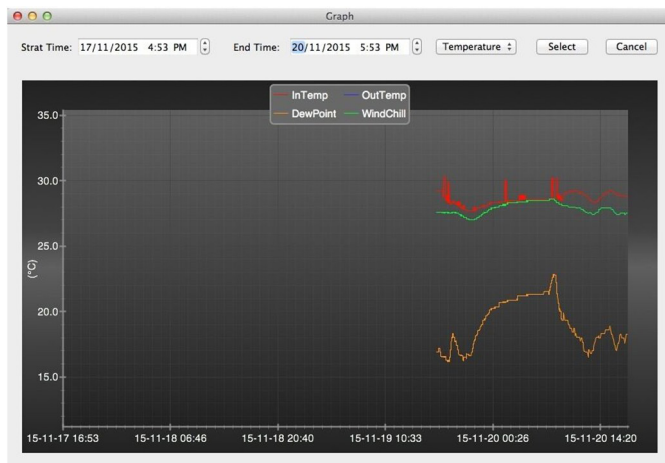 Graph
Strat Time: 17/11/2015 4:53 PM End Time: 20/11/2015 5:53 PM Temperature Select Cancel
InTemp OutTemp
DewPoint WindChill
35.0
30.0
25.0
(°C)
20.0
15.0
15-11-17 16:53 15-11-18 06:46 15-11-18 20:40 15-11-19 10:33 15-11-20 00:26 15-11-20 14:20